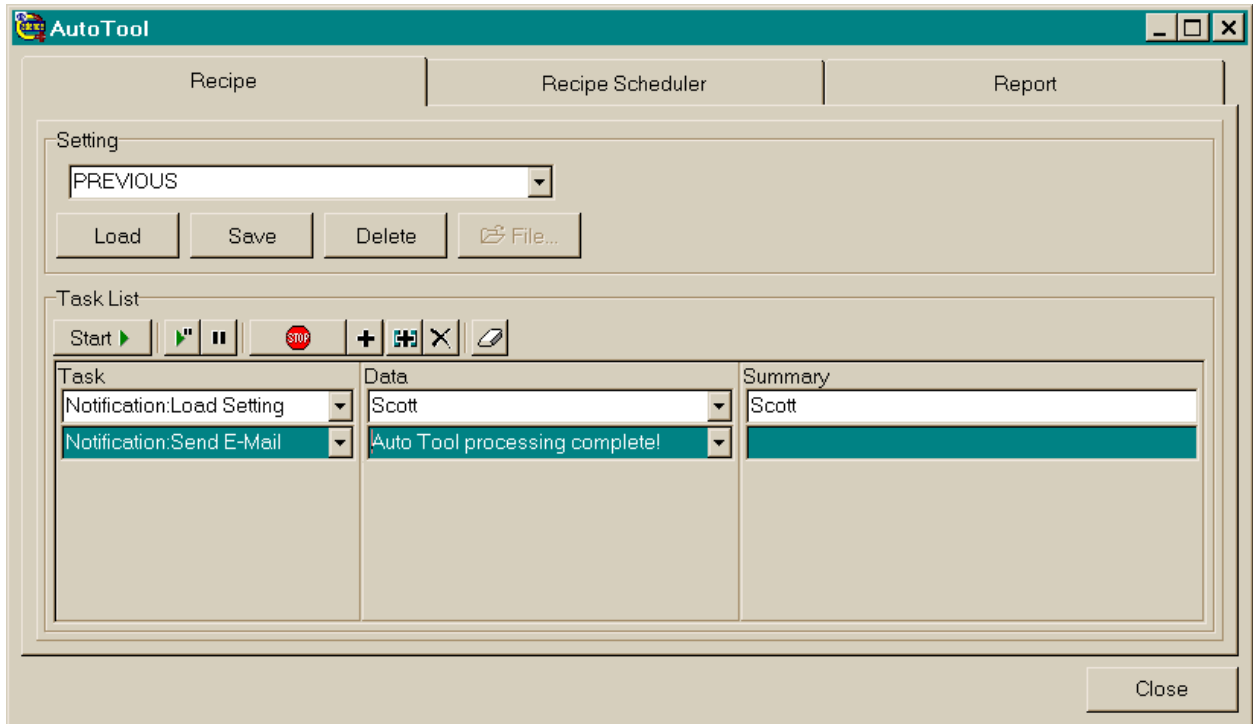 AutoTool
Recipe Recipe Scheduler Report
Setting
PREVIOUS
Load Save Delete File...
Task List
Start STOP
Task Data Summary
Notification:Load Setting Scott Scott
Notification:Send E-Mail Auto Tool processing complete!
Close